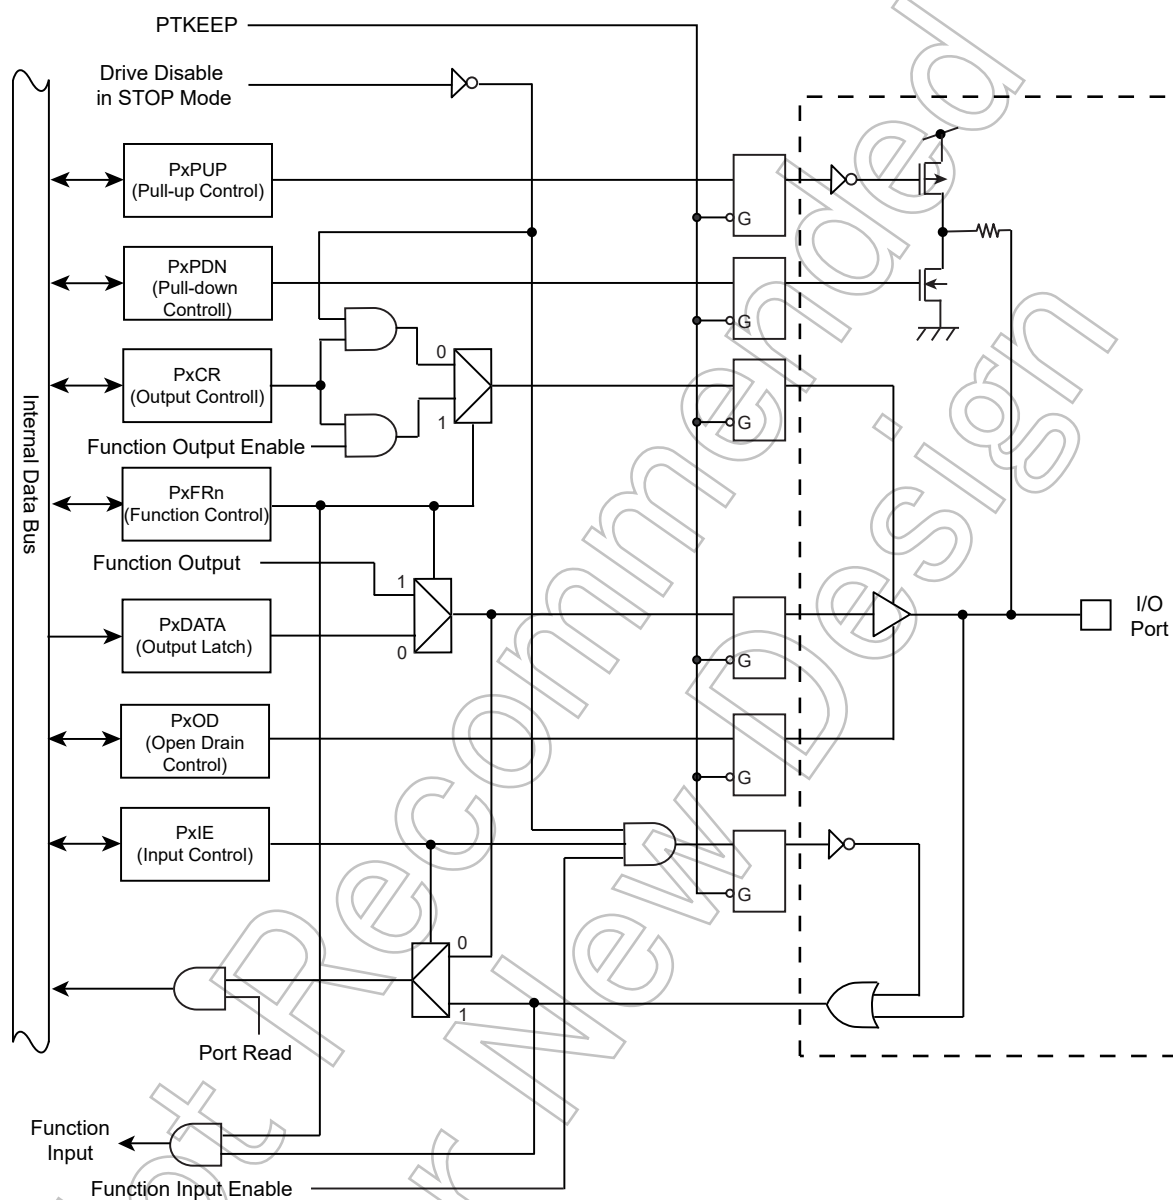 PTKEEP
Drive Disable
in STOP Mode
PxPUP
(Pull-up Control)
G
PxPDN
(Pull-down
Controll)
G
0
PxCR
(Output Controll)
1
G
Function Output Enable
Internal Data Bus
PxFRn
(Function Control)
Function Output
1
PxDATA
(Output Latch)
0
G
I/O
Port
PxOD
(Open Drain
Control)
G
PxIE
(Input Control)
G
0
1
Port Read
Function
Input
Function Input Enable
Not Recommended
for New Design